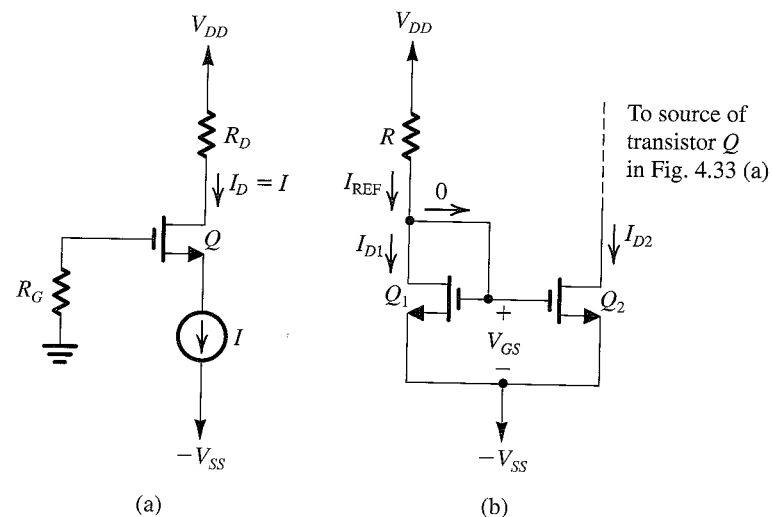 V_DD
R_D
I_D = I
Q
R_G
I
−V_SS
(a)
V_DD
R
I_REF
0
I_D1
Q_1
+
V_GS
−
Q_2
I_D2
To source of
transistor Q
in Fig. 4.33 (a)
−V_SS
(b)